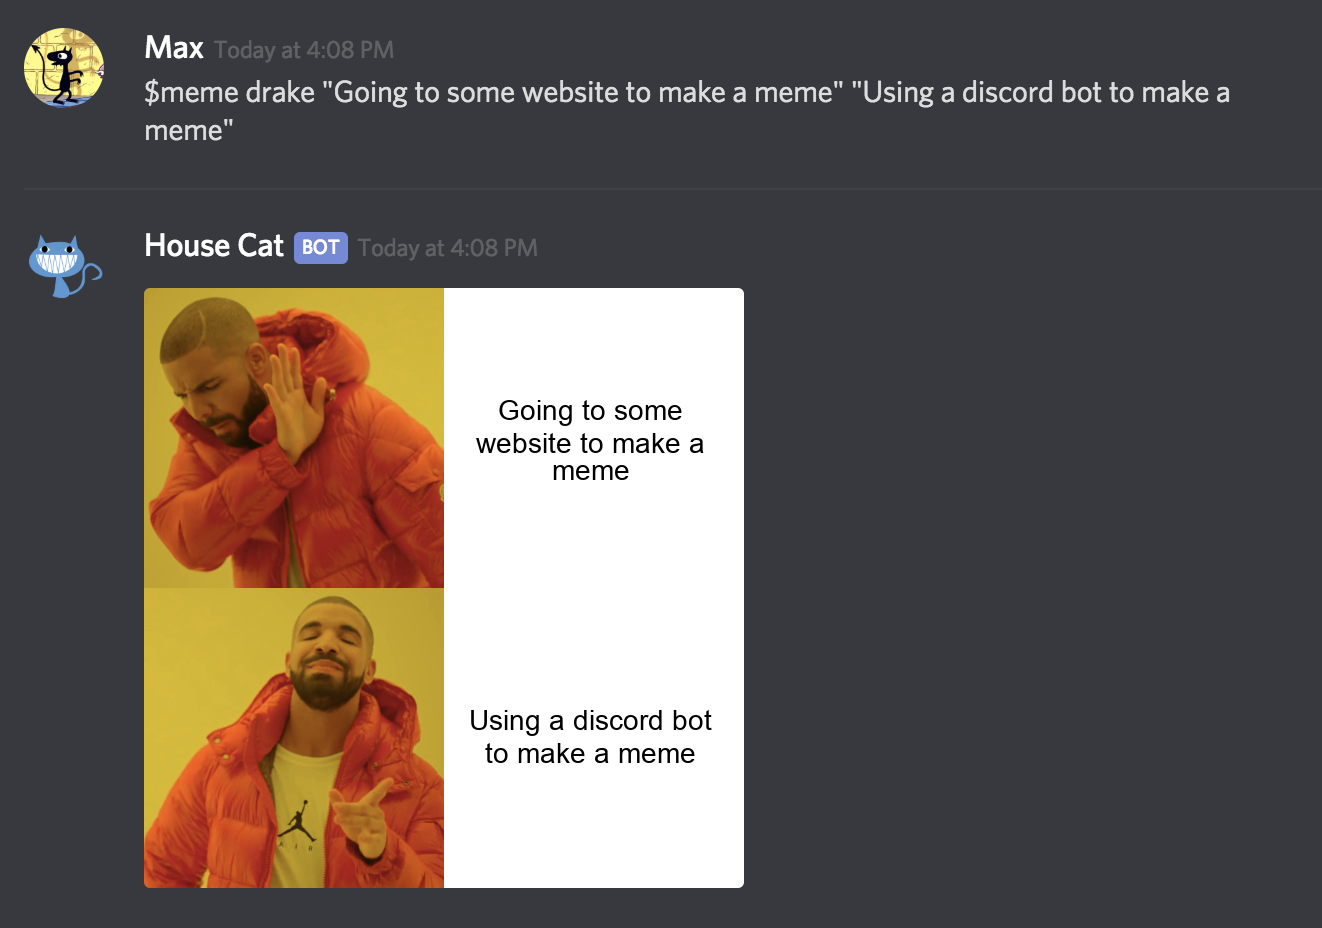 Max Today at 4:08 PM
$meme drake "Going to some website to make a meme" "Using a discord bot to make a
meme"
House Cat BOT Today at 4:08 PM
Going to some
website to make a
meme
Using a discord bot
to make a meme